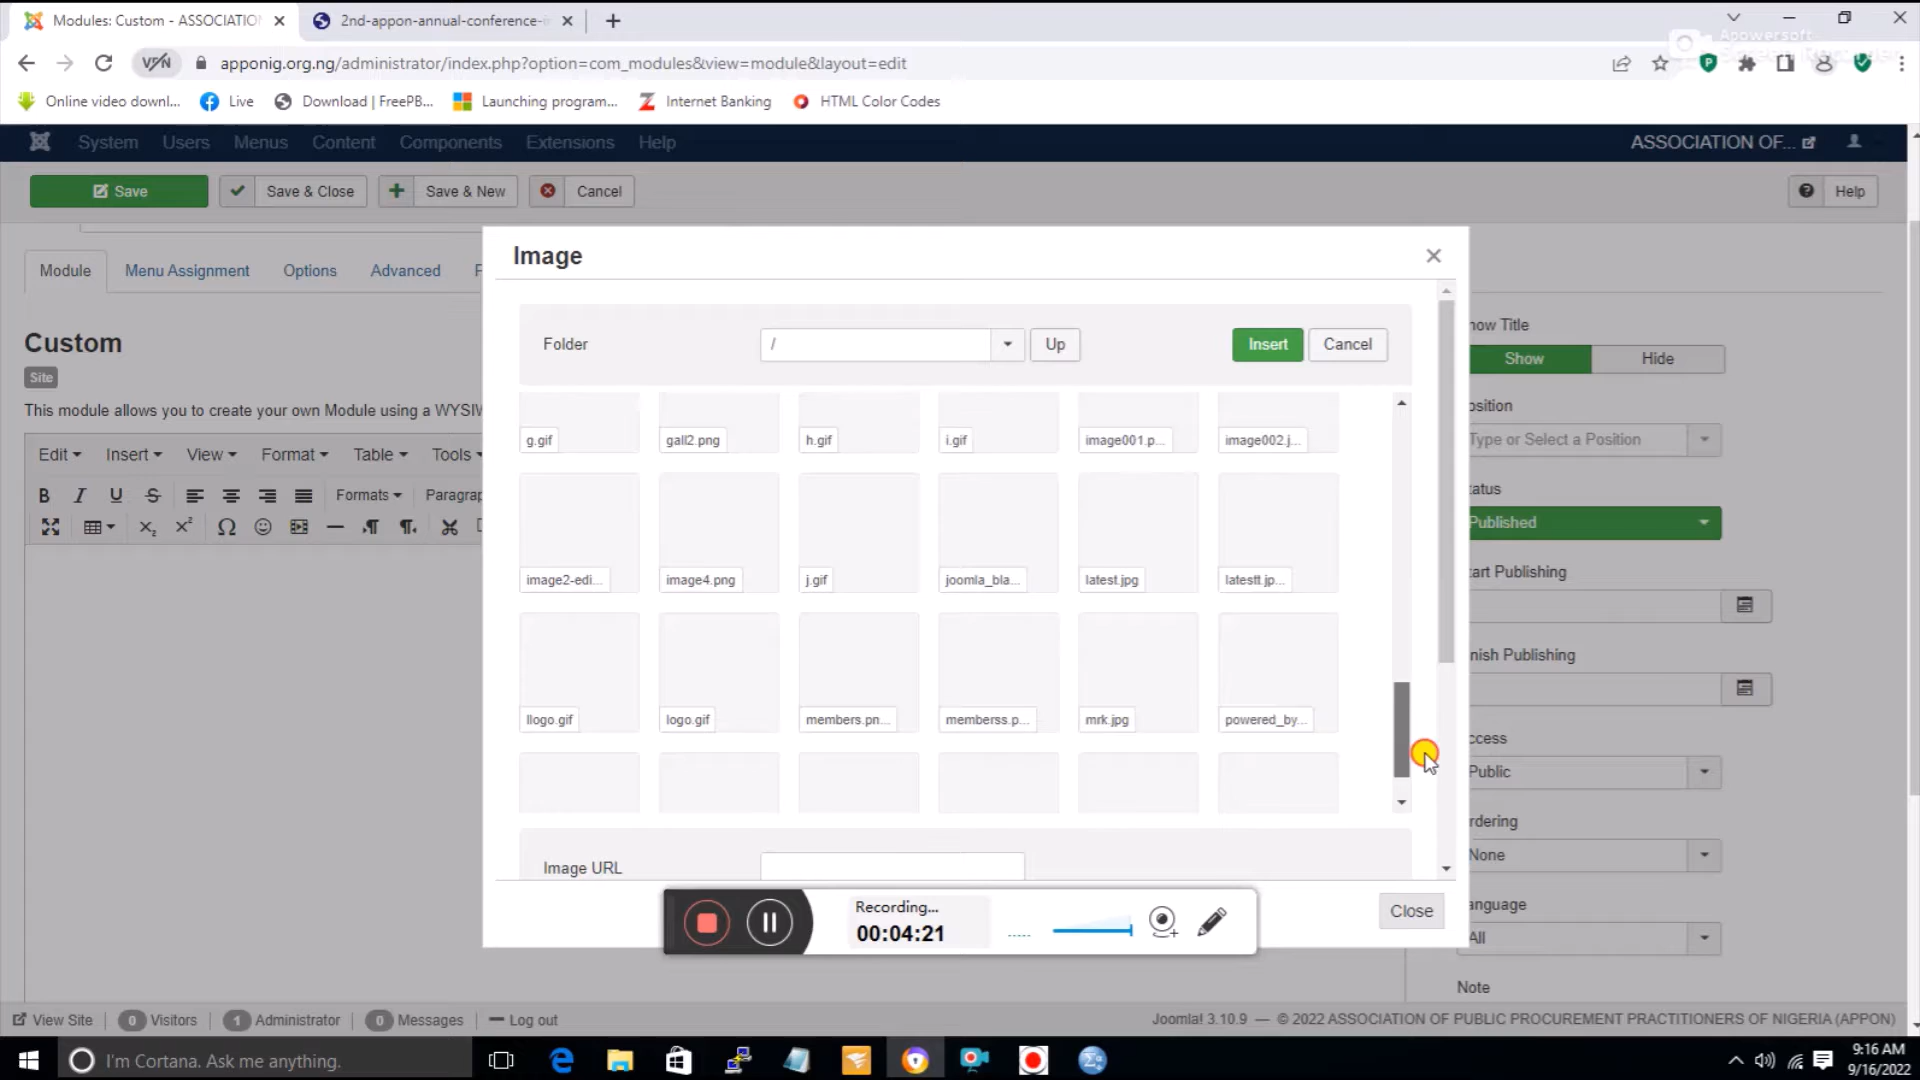 Modules: Custom - ASSOCIATION
2nd-appon-annual-conference-i
Apowersoft
VPN
apponig.org.ng/administrator/index.php?option=com_modules&view=module&layout=edit
Online video downl...
Live
Download | FreePB...
Launching program...
Internet Banking
HTML Color Codes
System Users Menus Content Components Extensions Help
ASSOCIATION OF...
Save
Save & Close
Save & New
Cancel
Help
Module
Menu Assignment
Options
Advanced
Custom
Site
This module allows you to create your own Module using a WYSIW
Edit Insert View Format Table Tools
Formats Paragrap
Image
Folder
/
Up
Insert
Cancel
g.gif
gall2.png
h.gif
i.gif
image001.p...
image002.j...
image2-edi...
image4.png
j.gif
joomla_bla...
latest.jpg
latestt.jp...
llogo.gif
logo.gif
members.pn...
memberss.p...
mrk.jpg
powered_by...
Image URL
Close
how Title
Show
Hide
osition
Type or Select a Position
tatus
Published
tart Publishing
nish Publishing
ccess
Public
rdering
None
anguage
All
Note
Recording...
00:04:21
View Site
0 Visitors
1 Administrator
0 Messages
Log out
Joomla! 3.10.9 — © 2022 ASSOCIATION OF PUBLIC PROCUREMENT PRACTITIONERS OF NIGERIA (APPON)
I'm Cortana. Ask me anything.
9:16 AM
9/16/2022